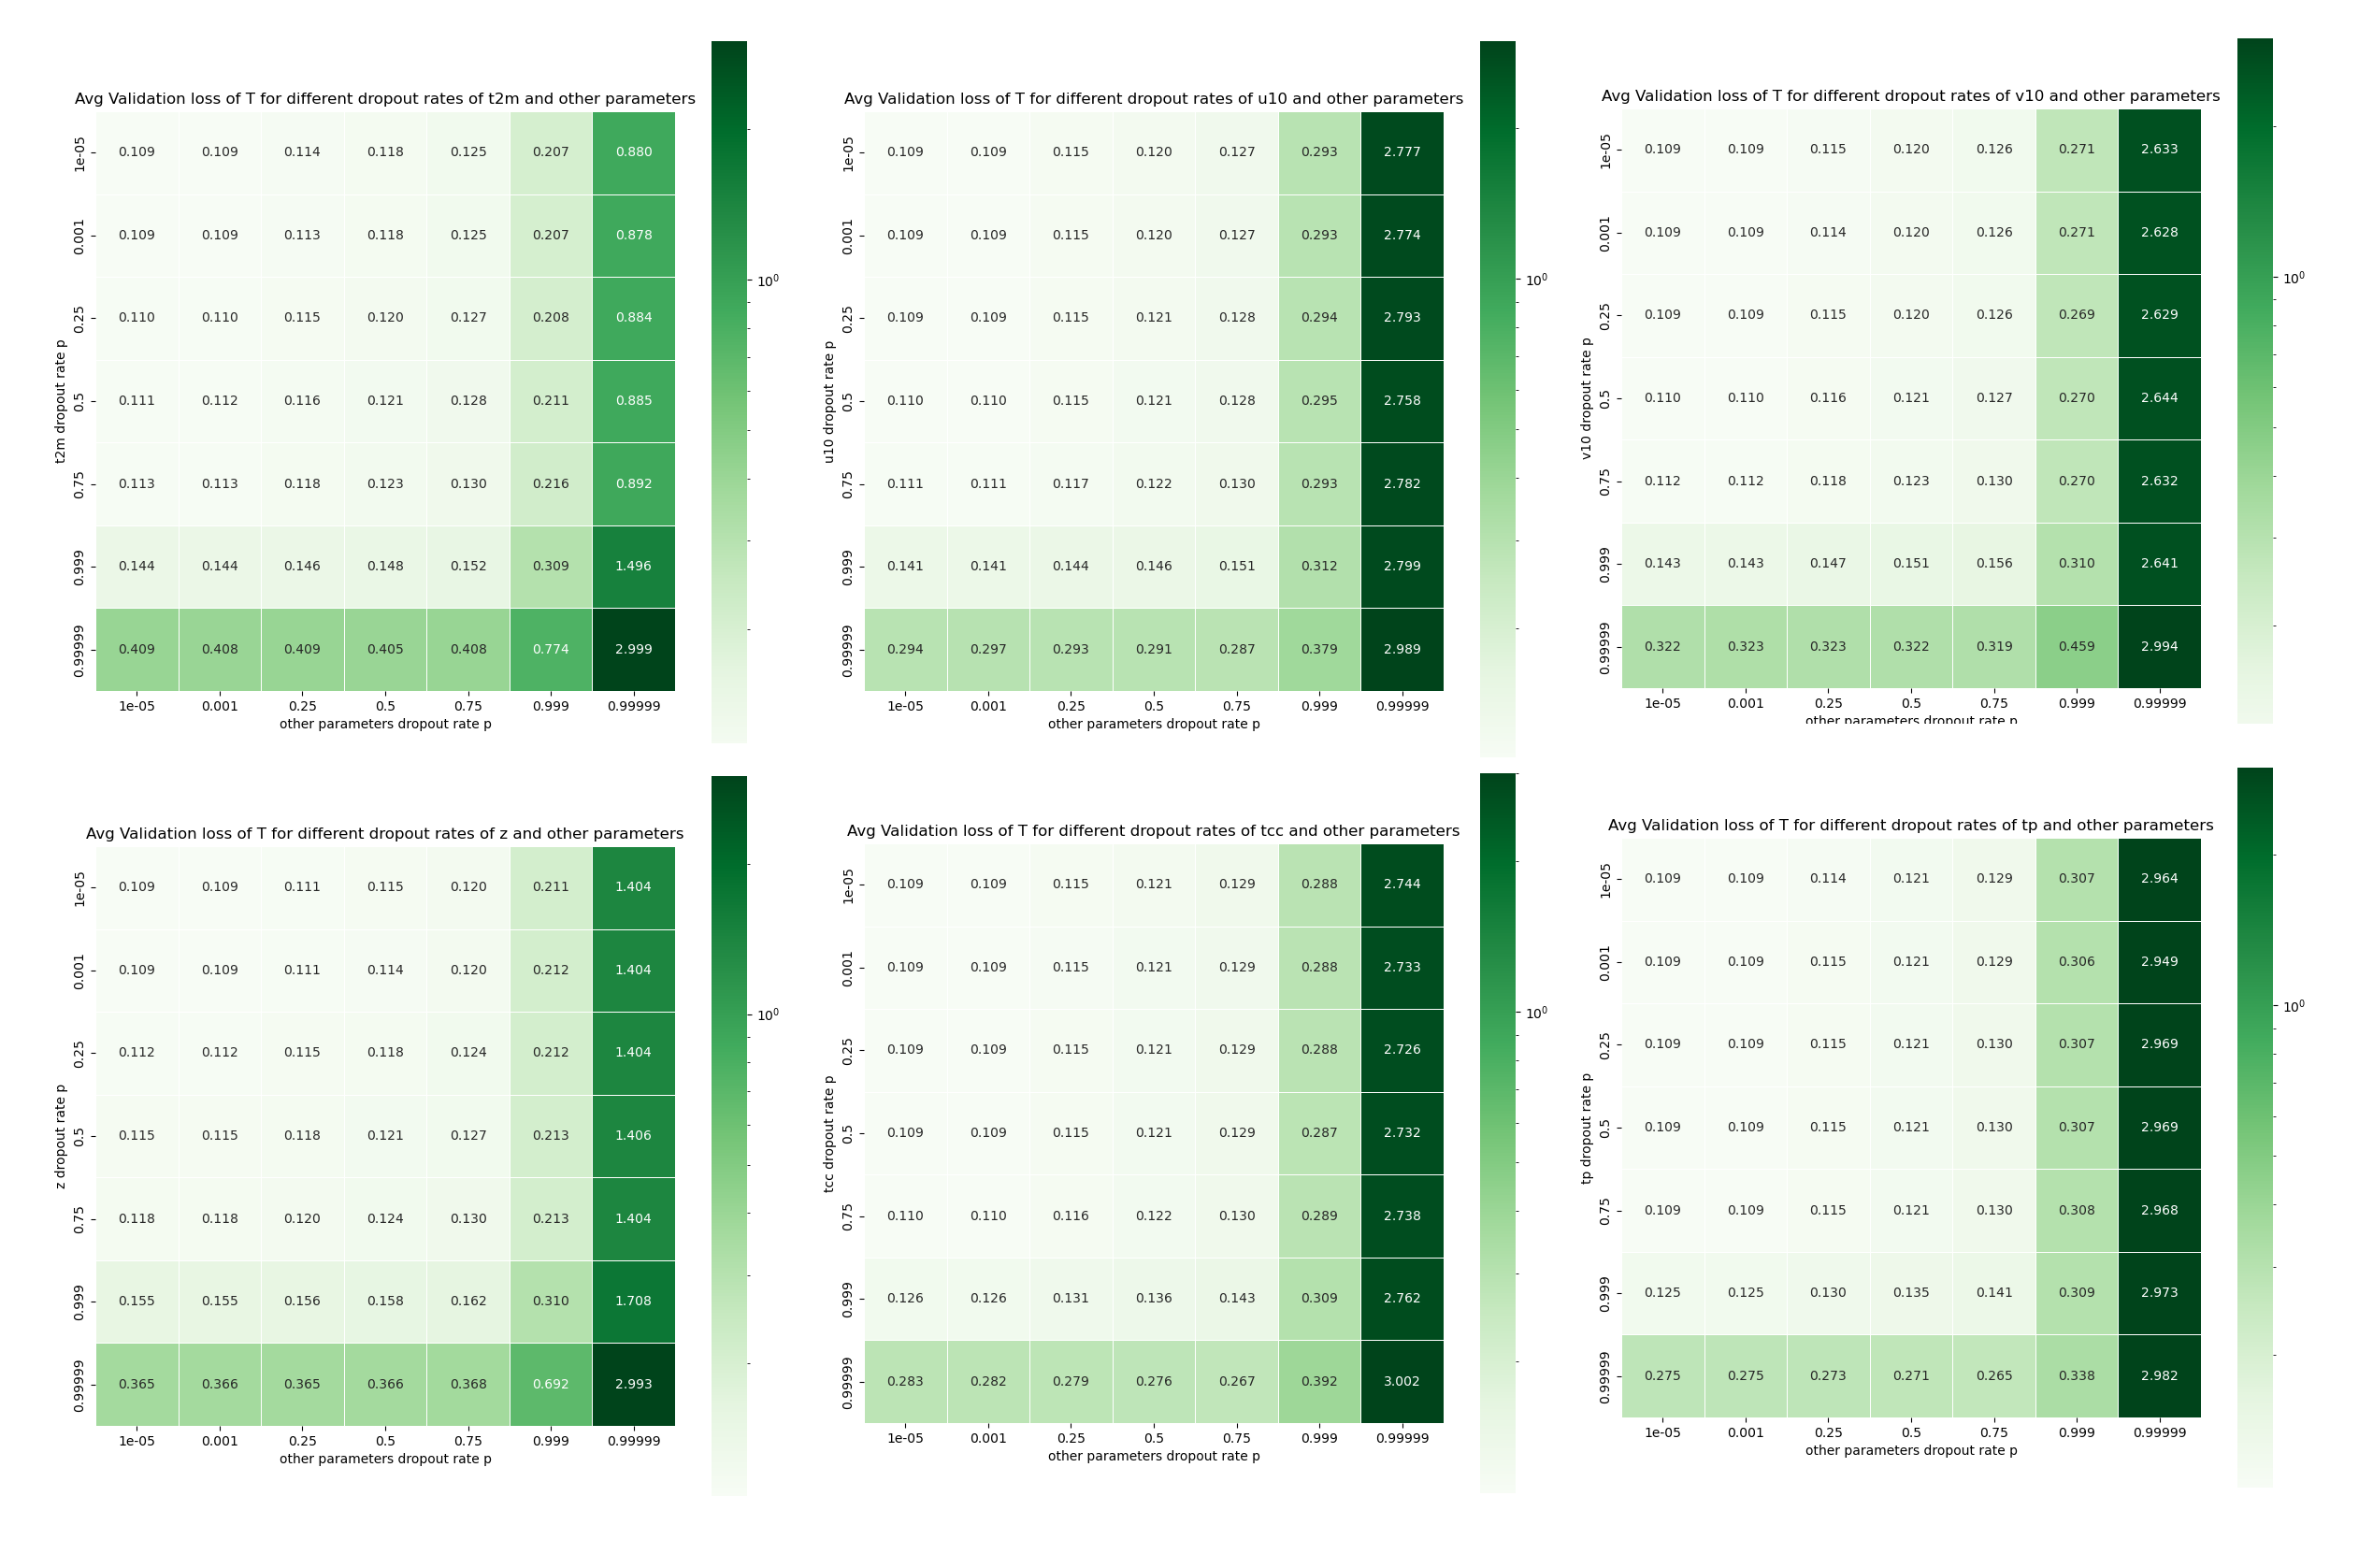 Avg Validation loss of T for different dropout rates of t2m and other parameters
t2m dropout rate p
1e-05 0.109 0.109 0.114 0.118 0.125 0.207 0.880
0.001 0.109 0.109 0.113 0.118 0.125 0.207 0.878
0.25 0.110 0.110 0.115 0.120 0.127 0.208 0.884
0.5 0.111 0.112 0.116 0.121 0.128 0.211 0.885
0.75 0.113 0.113 0.118 0.123 0.130 0.216 0.892
0.999 0.144 0.144 0.146 0.148 0.152 0.309 1.496
0.99999 0.409 0.408 0.409 0.405 0.408 0.774 2.999
1e-05 0.001 0.25 0.5 0.75 0.999 0.99999
other parameters dropout rate p
10^0
Avg Validation loss of T for different dropout rates of u10 and other parameters
u10 dropout rate p
1e-05 0.109 0.109 0.115 0.120 0.127 0.293 2.777
0.001 0.109 0.109 0.115 0.120 0.127 0.293 2.774
0.25 0.109 0.109 0.115 0.121 0.128 0.294 2.793
0.5 0.110 0.110 0.115 0.121 0.128 0.295 2.758
0.75 0.111 0.111 0.117 0.122 0.130 0.293 2.782
0.999 0.141 0.141 0.144 0.146 0.151 0.312 2.799
0.99999 0.294 0.297 0.293 0.291 0.287 0.379 2.989
1e-05 0.001 0.25 0.5 0.75 0.999 0.99999
other parameters dropout rate p
10^0
Avg Validation loss of T for different dropout rates of v10 and other parameters
v10 dropout rate p
1e-05 0.109 0.109 0.115 0.120 0.126 0.271 2.633
0.001 0.109 0.109 0.114 0.120 0.126 0.271 2.628
0.25 0.109 0.109 0.115 0.120 0.126 0.269 2.629
0.5 0.110 0.110 0.116 0.121 0.127 0.270 2.644
0.75 0.112 0.112 0.118 0.123 0.130 0.270 2.632
0.999 0.143 0.143 0.147 0.151 0.156 0.310 2.641
0.99999 0.322 0.323 0.323 0.322 0.319 0.459 2.994
1e-05 0.001 0.25 0.5 0.75 0.999 0.99999
other parameters dropout rate p
10^0
Avg Validation loss of T for different dropout rates of z and other parameters
z dropout rate p
1e-05 0.109 0.109 0.111 0.115 0.120 0.211 1.404
0.001 0.109 0.109 0.111 0.114 0.120 0.212 1.404
0.25 0.112 0.112 0.115 0.118 0.124 0.212 1.404
0.5 0.115 0.115 0.118 0.121 0.127 0.213 1.406
0.75 0.118 0.118 0.120 0.124 0.130 0.213 1.404
0.999 0.155 0.155 0.156 0.158 0.162 0.310 1.708
0.99999 0.365 0.366 0.365 0.366 0.368 0.692 2.993
1e-05 0.001 0.25 0.5 0.75 0.999 0.99999
other parameters dropout rate p
10^0
Avg Validation loss of T for different dropout rates of tcc and other parameters
tcc dropout rate p
1e-05 0.109 0.109 0.115 0.121 0.129 0.288 2.744
0.001 0.109 0.109 0.115 0.121 0.129 0.288 2.733
0.25 0.109 0.109 0.115 0.121 0.129 0.288 2.726
0.5 0.109 0.109 0.115 0.121 0.129 0.287 2.732
0.75 0.110 0.110 0.116 0.122 0.130 0.289 2.738
0.999 0.126 0.126 0.131 0.136 0.143 0.309 2.762
0.99999 0.283 0.282 0.279 0.276 0.267 0.392 3.002
1e-05 0.001 0.25 0.5 0.75 0.999 0.99999
other parameters dropout rate p
10^0
Avg Validation loss of T for different dropout rates of tp and other parameters
tp dropout rate p
1e-05 0.109 0.109 0.114 0.121 0.129 0.307 2.964
0.001 0.109 0.109 0.115 0.121 0.129 0.306 2.949
0.25 0.109 0.109 0.115 0.121 0.130 0.307 2.969
0.5 0.109 0.109 0.115 0.121 0.130 0.307 2.969
0.75 0.109 0.109 0.115 0.121 0.130 0.308 2.968
0.999 0.125 0.125 0.130 0.135 0.141 0.309 2.973
0.99999 0.275 0.275 0.273 0.271 0.265 0.338 2.982
1e-05 0.001 0.25 0.5 0.75 0.999 0.99999
other parameters dropout rate p
10^0